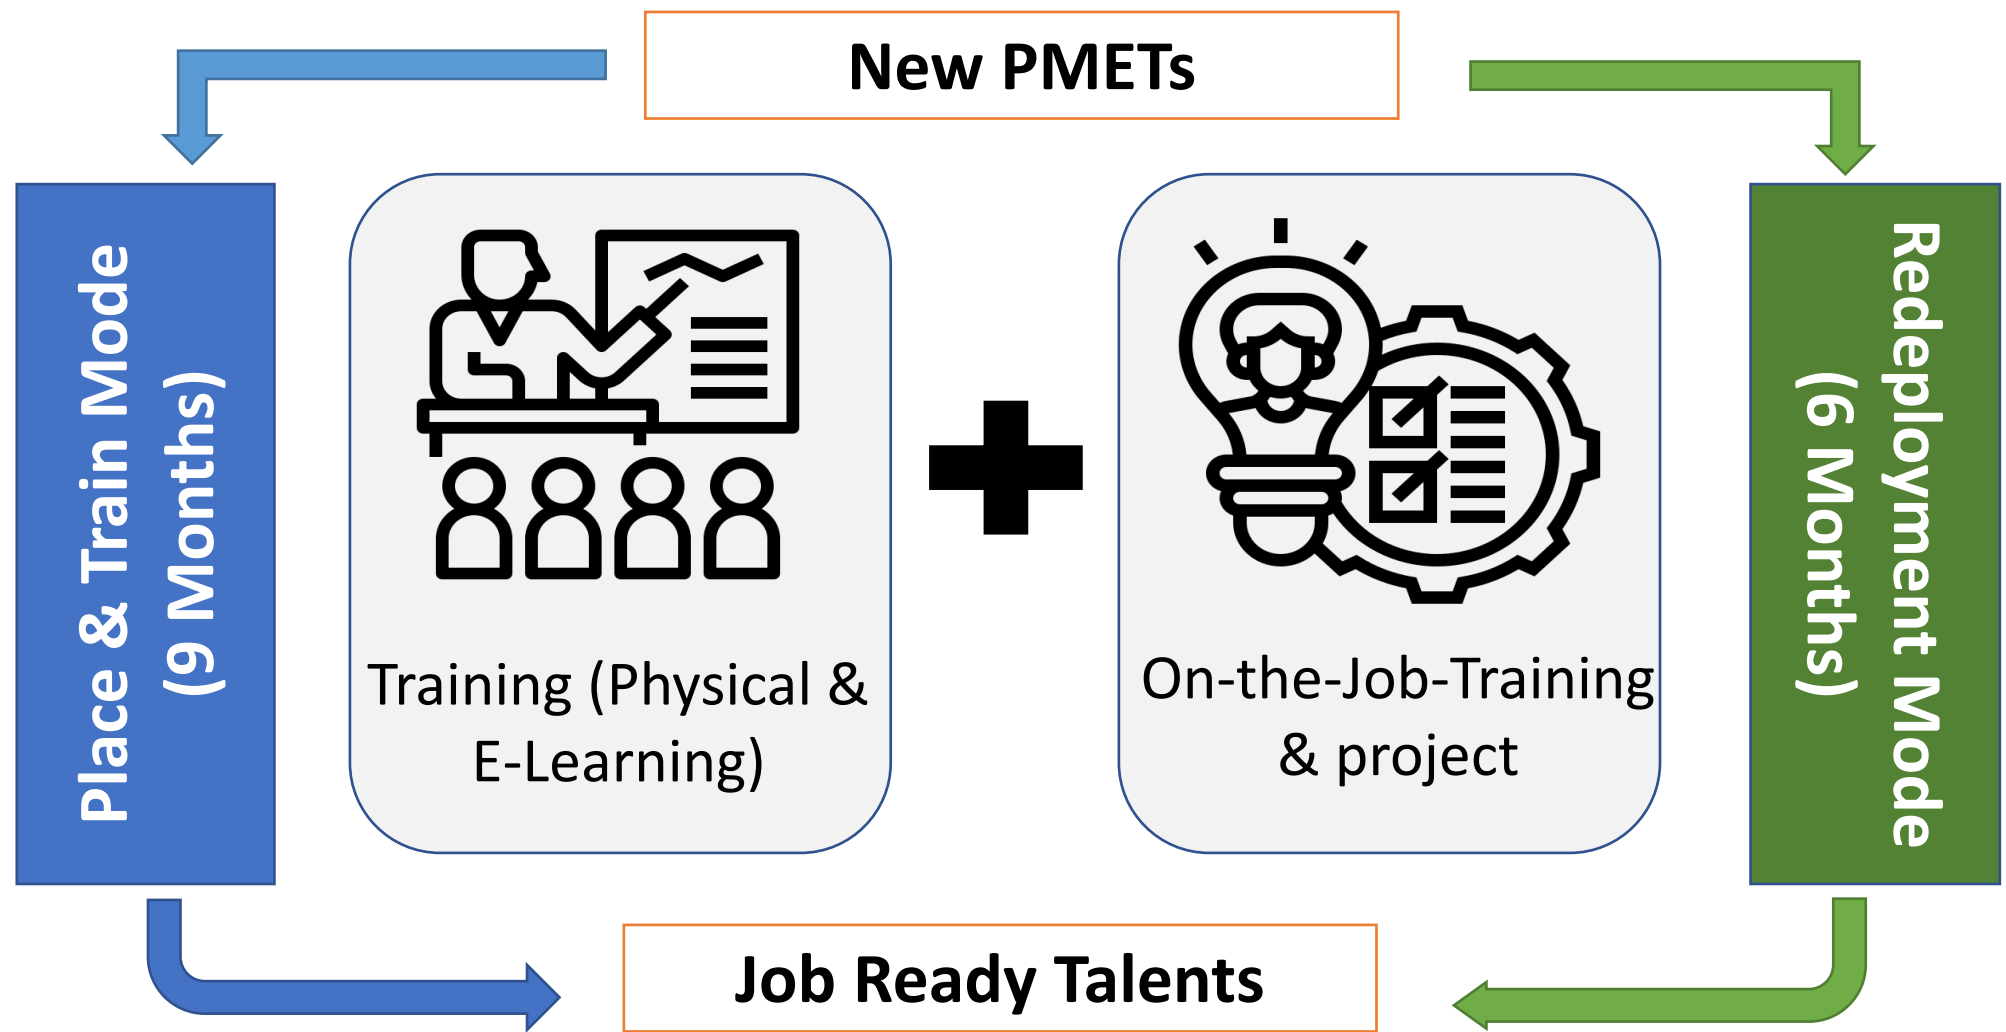 New PMETs
Place & Train Mode
(9 Months)
Training (Physical &
E-Learning)
On-the-Job-Training
& project
Redeployment Mode
(6 Months)
Job Ready Talents